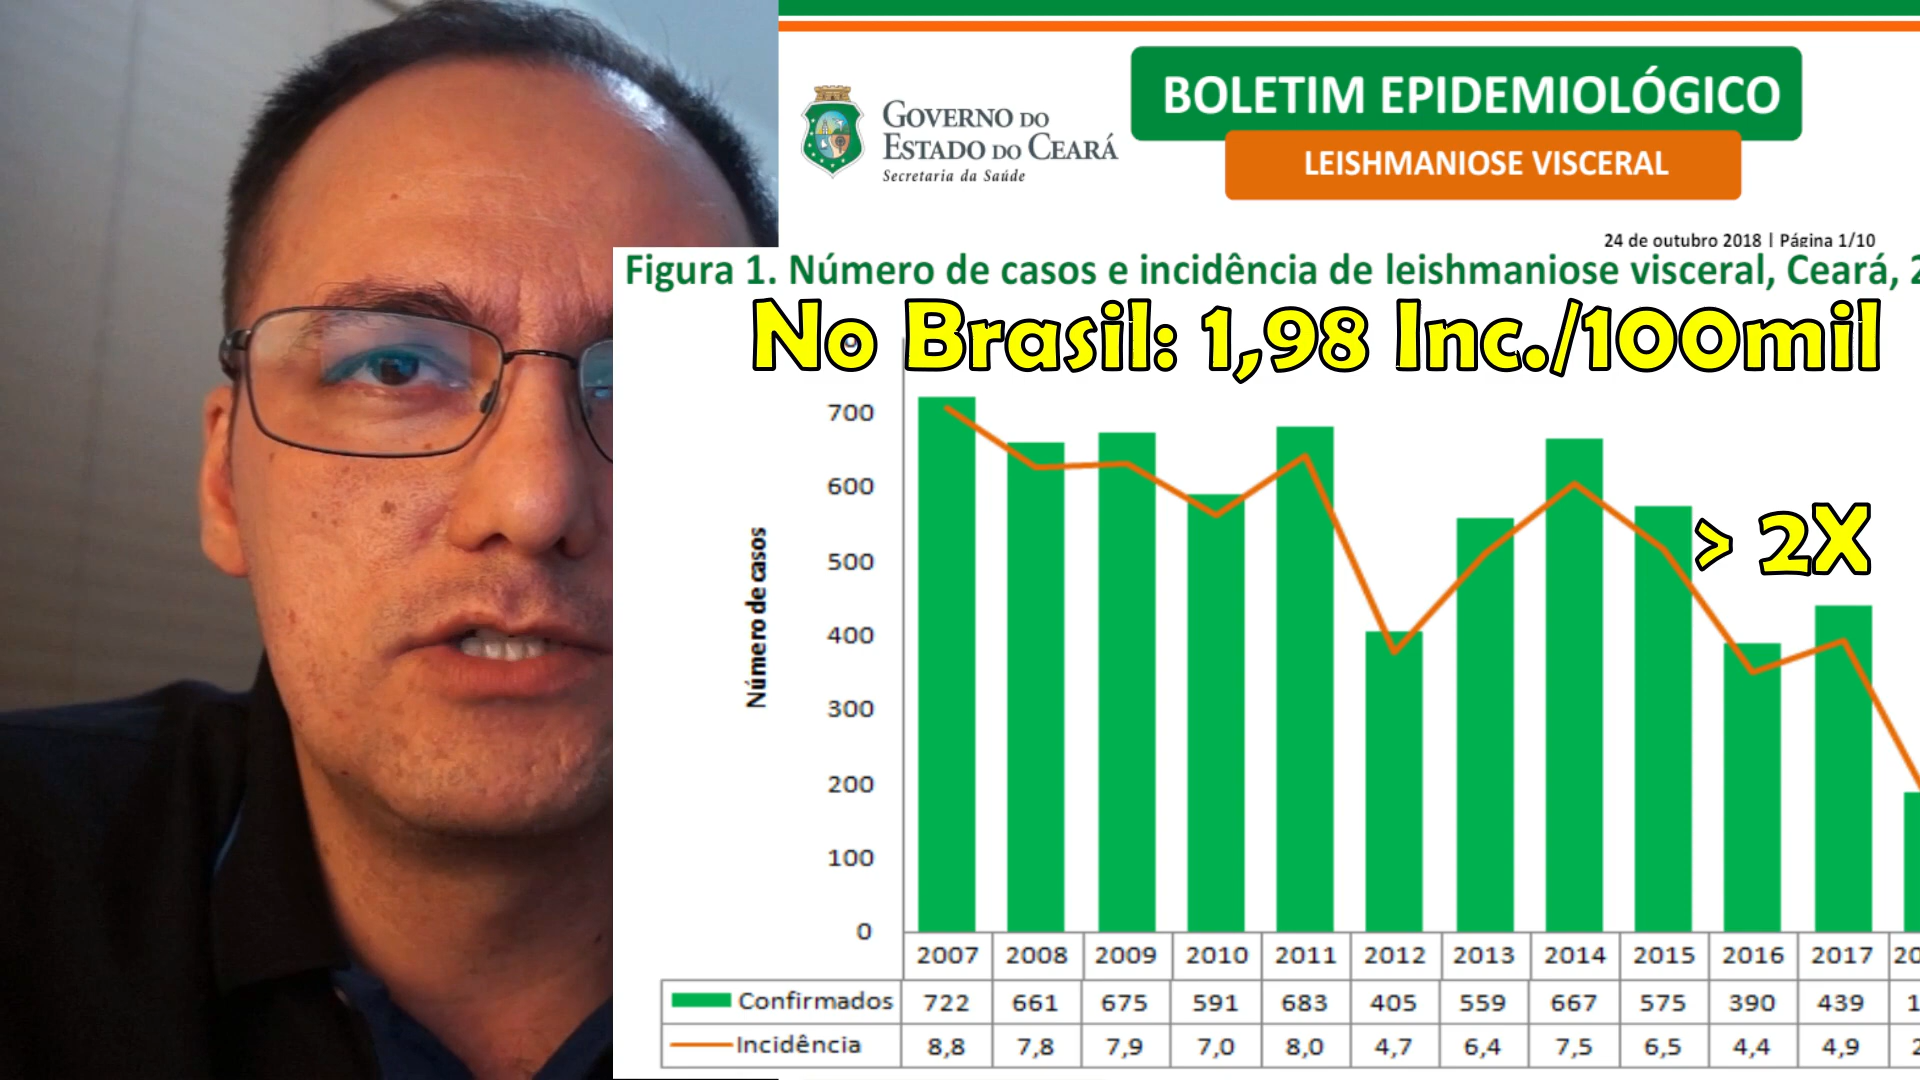 BOLETIM EPIDEMIOLÓGICO
GOVERNO DO
ESTADO DO CEARÁ
Secretaria da Saúde
LEISHMANIOSE VISCERAL
24 de outubro 2018 | Página 1/10
Figura 1. Número de casos e incidência de leishmaniose visceral, Ceará, 2
No Brasil: 1,98 Inc./100mil
> 2X
Número de casos
700
600
500
400
300
200
100
0
2007 2008 2009 2010 2011 2012 2013 2014 2015 2016 2017 20
Confirmados 722 661 675 591 683 405 559 667 575 390 439 1
Incidência 8,8 7,8 7,9 7,0 8,0 4,7 6,4 7,5 6,5 4,4 4,9 2